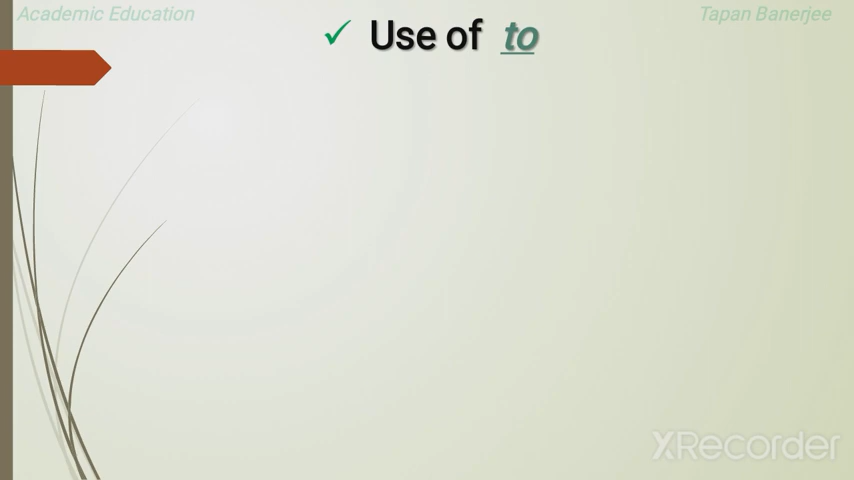 Academic Education
Tapan Banerjee
✓ Use of to
XRecorder